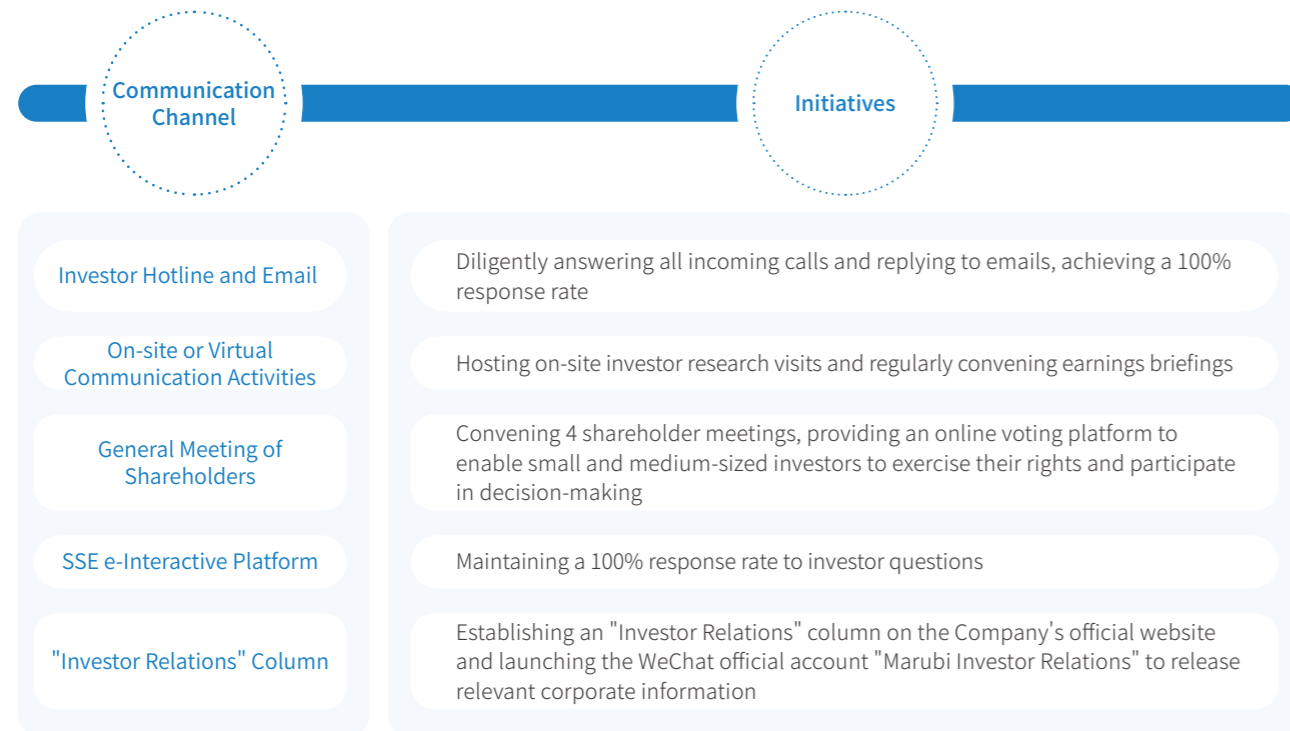 Communication
Channel
Initiatives
Investor Hotline and Email
Diligently answering all incoming calls and replying to emails, achieving a 100%
response rate
On-site or Virtual
Communication Activities
Hosting on-site investor research visits and regularly convening earnings briefings
General Meeting of
Shareholders
Convening 4 shareholder meetings, providing an online voting platform to
enable small and medium-sized investors to exercise their rights and participate
in decision-making
SSE e-Interactive Platform
Maintaining a 100% response rate to investor questions
"Investor Relations" Column
Establishing an "Investor Relations" column on the Company's official website
and launching the WeChat official account "Marubi Investor Relations" to release
relevant corporate information